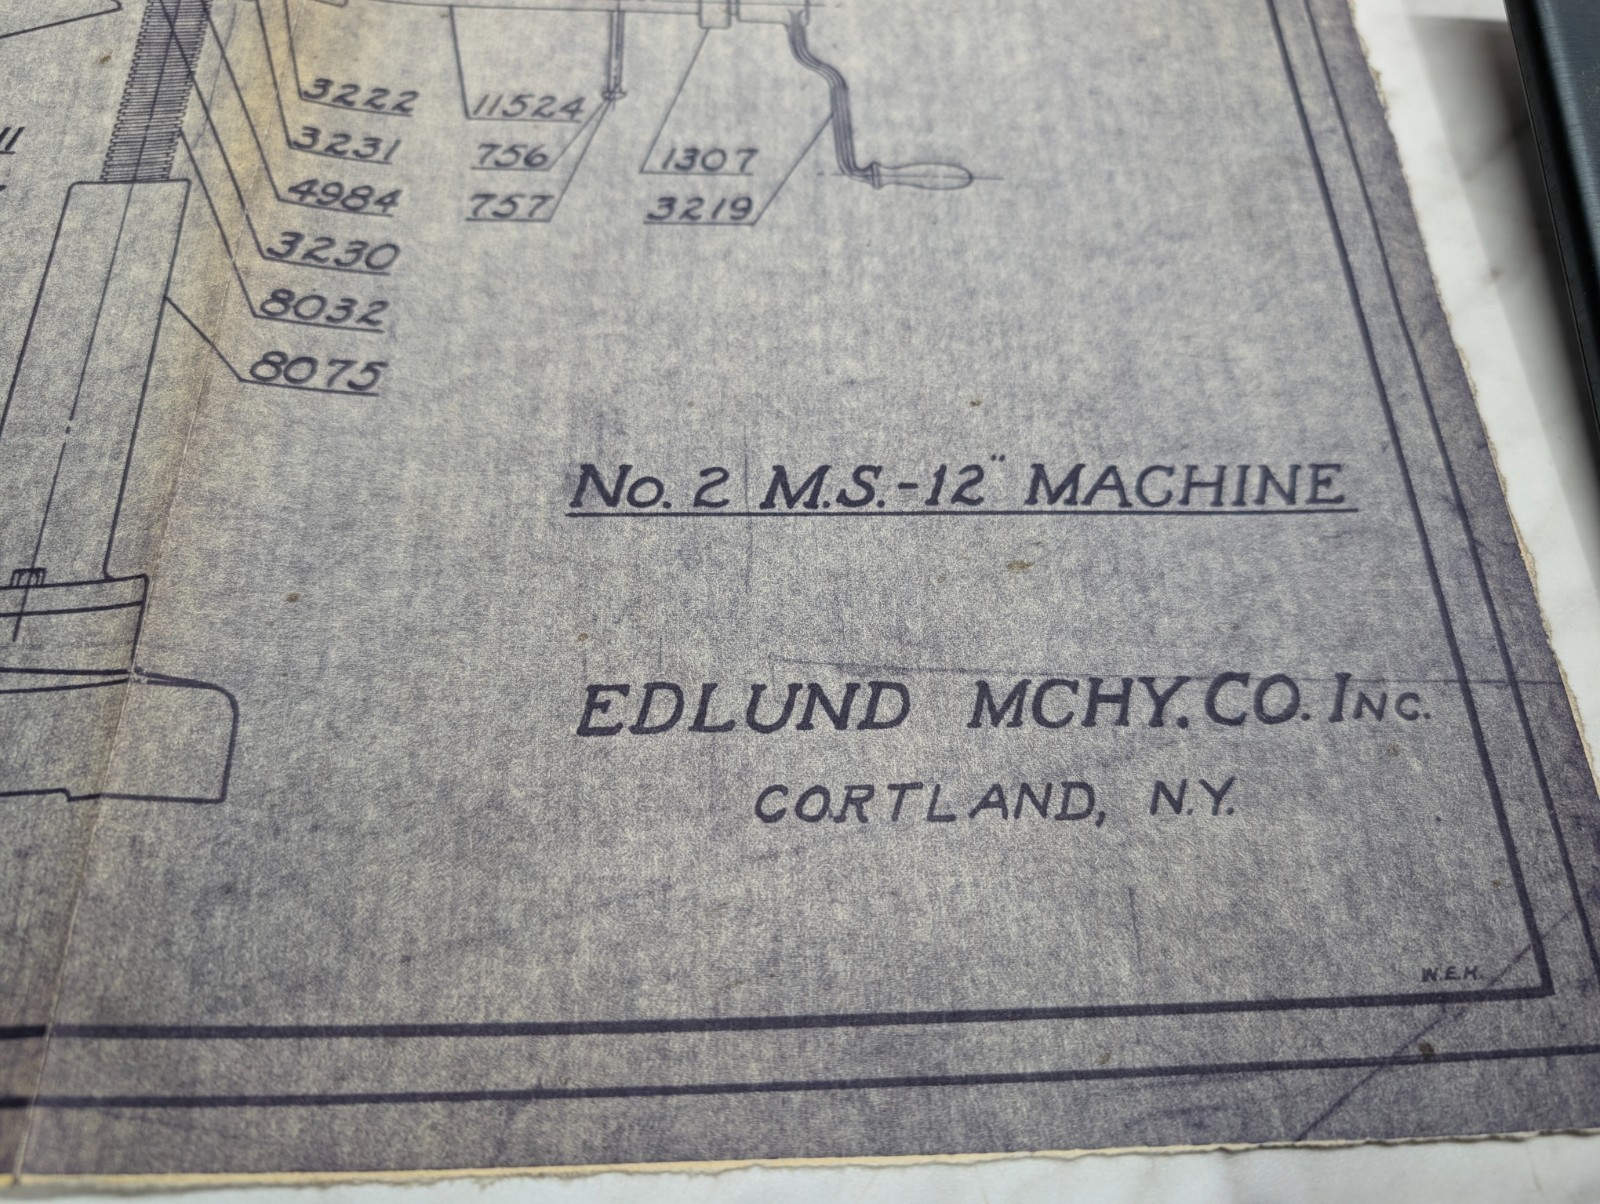 3222
3231
4984
3230
8032
8075
11524
756
757
1307
3219
No. 2 M.S.-12" MACHINE
EDLUND MCHY. CO. INC.
CORTLAND, N.Y.
W.E.H.